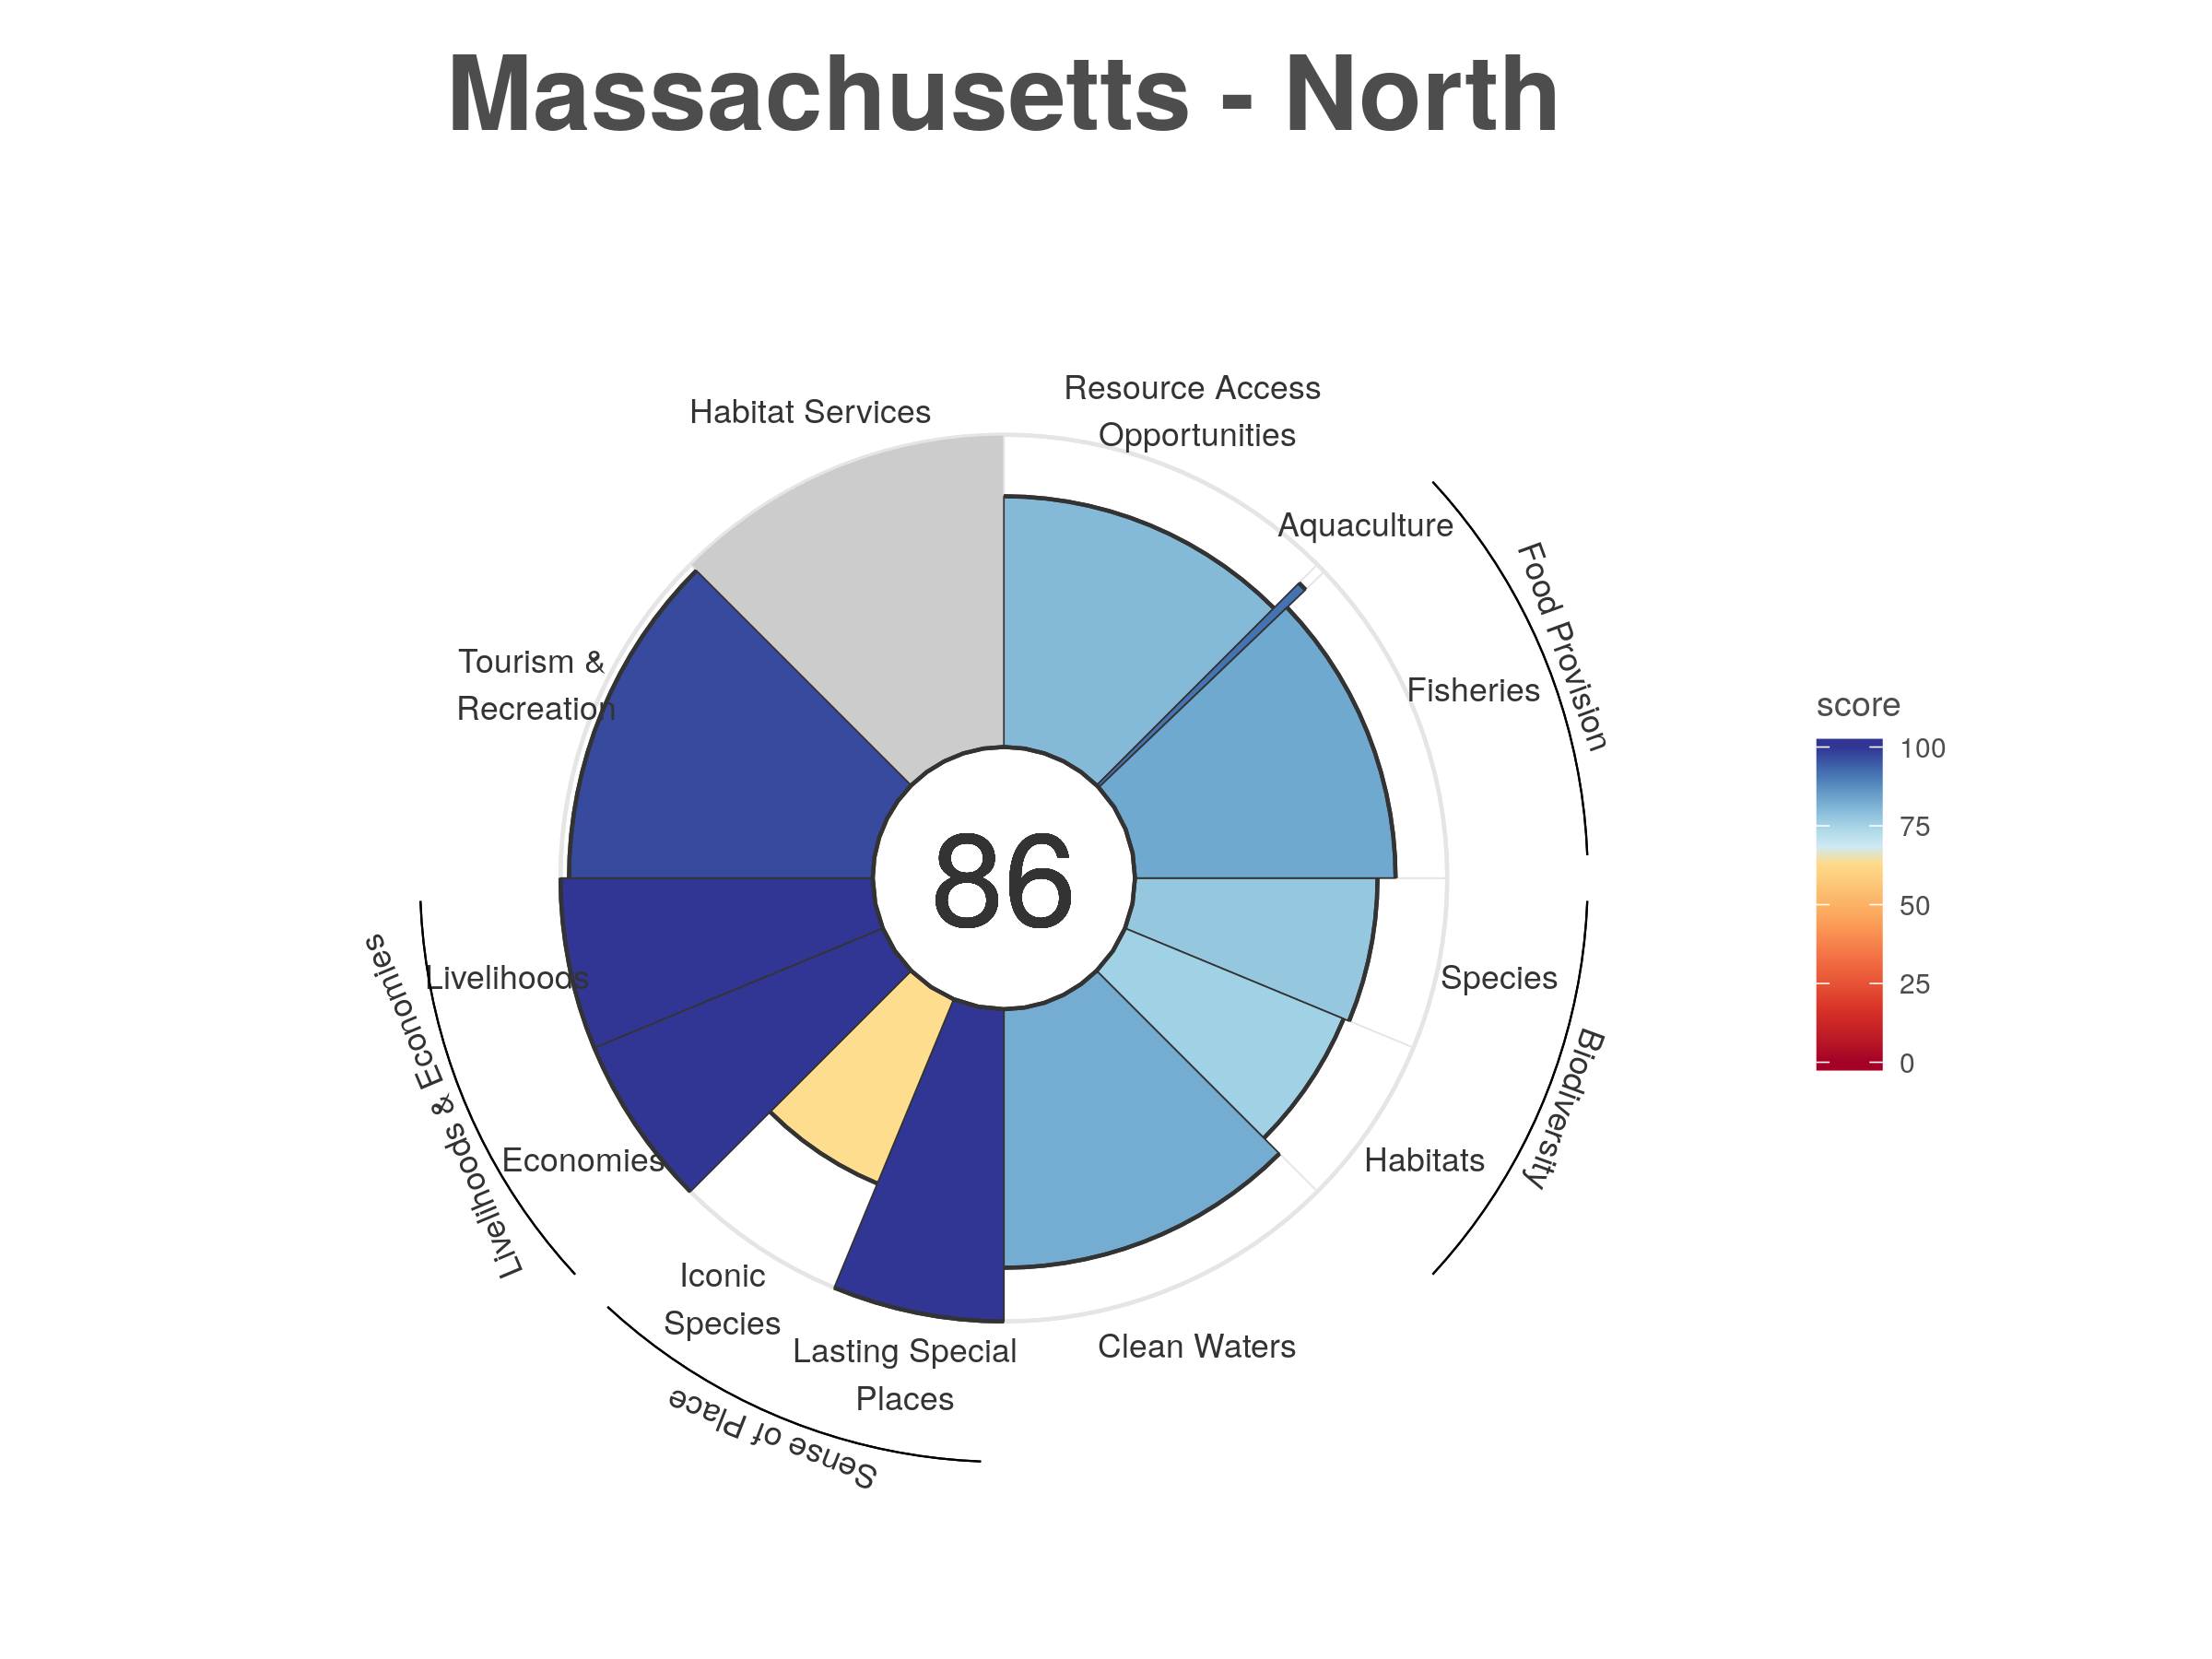 Massachusetts - North
Habitat Services
Resource Access
Opportunities
Aquaculture
Food Provision
Fisheries
Tourism &
Recreation
86
score
100
75
50
25
0
Livelihoods
Species
Livelihoods & Economies
Biodiversity
Economies
Habitats
Iconic
Species
Lasting Special
Places
Clean Waters
Sense of Place